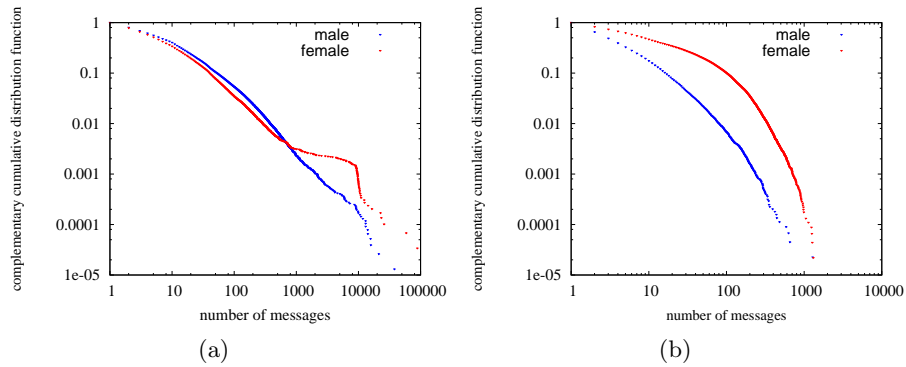 complementary cumulative distribution function
1
0.1
0.01
0.001
0.0001
1e-05
male
female
1 10 100 1000 10000 100000
number of messages
(a)
complementary cumulative distribution function
1
0.1
0.01
0.001
0.0001
1e-05
male
female
1 10 100 1000 10000
number of messages
(b)